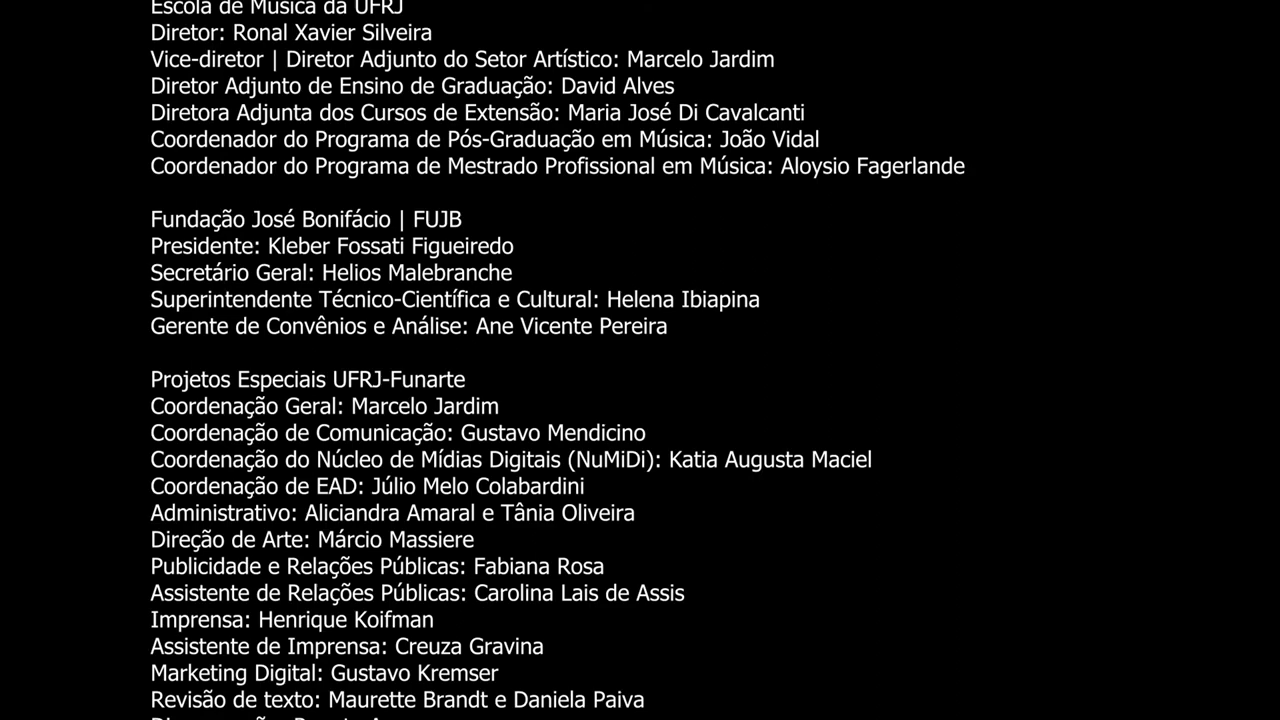 Escola de Música da UFRJ
Diretor: Ronal Xavier Silveira
Vice-diretor | Diretor Adjunto do Setor Artístico: Marcelo Jardim
Diretor Adjunto de Ensino de Graduação: David Alves
Diretora Adjunta dos Cursos de Extensão: Maria José Di Cavalcanti
Coordenador do Programa de Pós-Graduação em Música: João Vidal
Coordenador do Programa de Mestrado Profissional em Música: Aloysio Fagerlande
Fundação José Bonifácio | FUJB
Presidente: Kleber Fossati Figueiredo
Secretário Geral: Helios Malebranche
Superintendente Técnico-Científica e Cultural: Helena Ibiapina
Gerente de Convênios e Análise: Ane Vicente Pereira
Projetos Especiais UFRJ-Funarte
Coordenação Geral: Marcelo Jardim
Coordenação de Comunicação: Gustavo Mendicino
Coordenação do Núcleo de Mídias Digitais (NuMiDi): Katia Augusta Maciel
Coordenação de EAD: Júlio Melo Colabardini
Administrativo: Aliciandra Amaral e Tânia Oliveira
Direção de Arte: Márcio Massiere
Publicidade e Relações Públicas: Fabiana Rosa
Assistente de Relações Públicas: Carolina Lais de Assis
Imprensa: Henrique Koifman
Assistente de Imprensa: Creuza Gravina
Marketing Digital: Gustavo Kremser
Revisão de texto: Maurette Brandt e Daniela Paiva